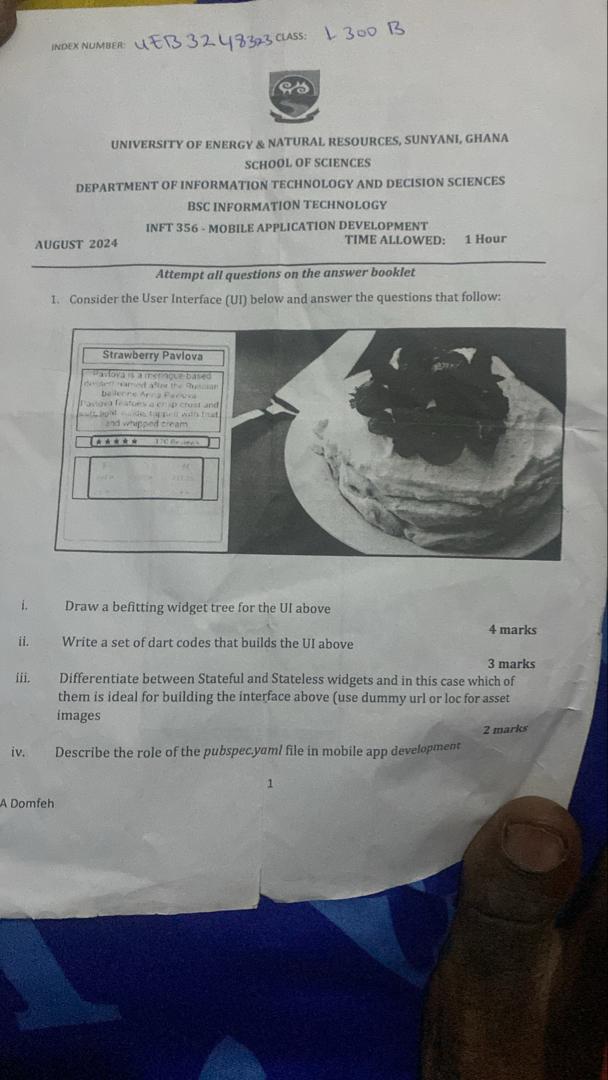 INDEX NUMBER: UEB3248323 CLASS: L 300 B
UNIVERSITY OF ENERGY & NATURAL RESOURCES, SUNYANI, GHANA
SCHOOL OF SCIENCES
DEPARTMENT OF INFORMATION TECHNOLOGY AND DECISION SCIENCES
BSC INFORMATION TECHNOLOGY
INFT 356 - MOBILE APPLICATION DEVELOPMENT
AUGUST 2024 TIME ALLOWED: 1 Hour
Attempt all questions on the answer booklet
1. Consider the User Interface (UI) below and answer the questions that follow:
Strawberry Pavlova
Pavlova is a meringue-based
dessert named after the Russian
ballerina Anna Pavlova
Pavlova features a crisp crust and
soft, light inside, topped with fruit
and whipped cream
★★★★★ 170 Reviews
i. Draw a befitting widget tree for the UI above
4 marks
ii. Write a set of dart codes that builds the UI above
3 marks
iii. Differentiate between Stateful and Stateless widgets and in this case which of
them is ideal for building the interface above (use dummy url or loc for asset
images
2 marks
iv. Describe the role of the pubspec.yaml file in mobile app development
1
A Domfeh